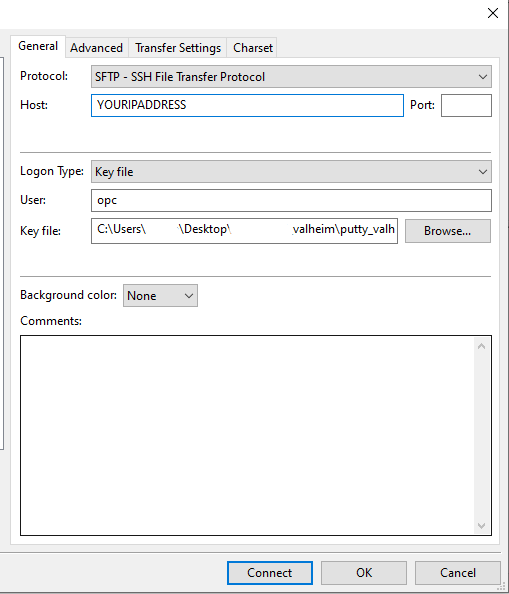 General Advanced Transfer Settings Charset
Protocol: SFTP - SSH File Transfer Protocol
Host: YOURIPADDRESS Port:
Logon Type: Key file
User: opc
Key file: C:\Users\ \Desktop\ valheim\putty_valh Browse...
Background color: None
Comments:
Connect OK Cancel